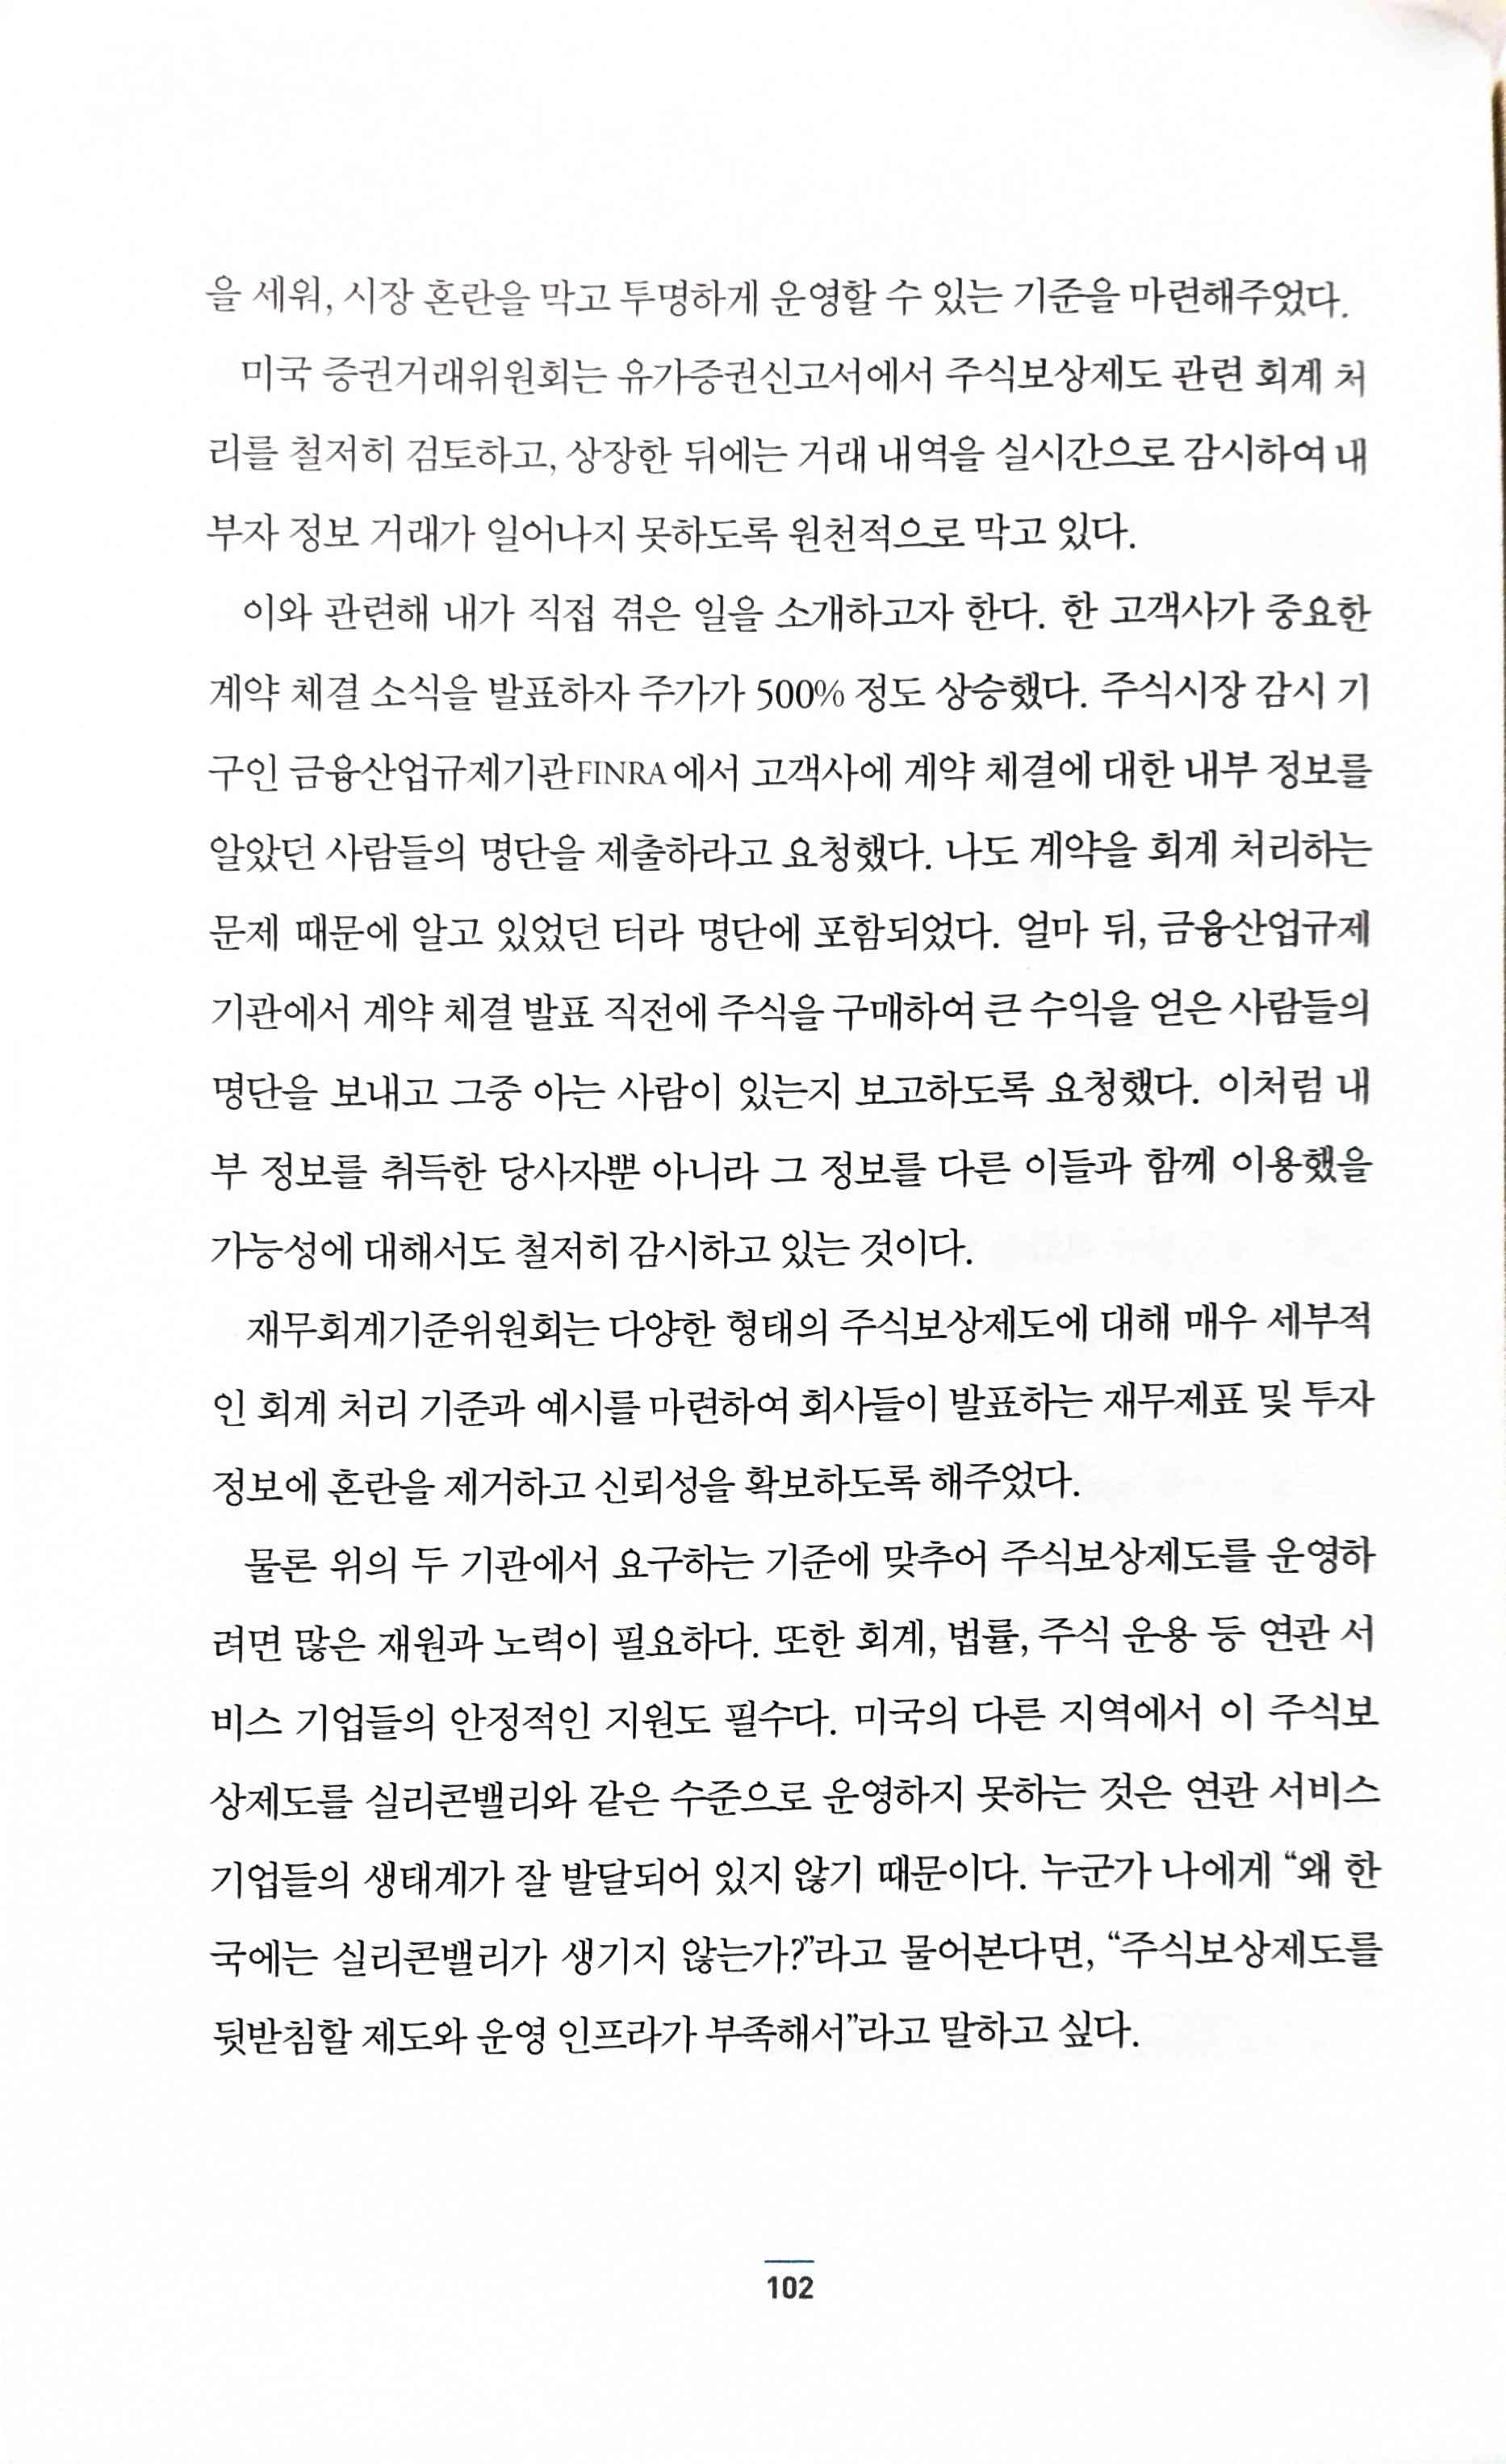 을 세워, 시장 혼란을 막고 투명하게 운영할 수 있는 기준을 마련해주었다.
미국 증권거래위원회는 유가증권신고서에서 주식보상제도 관련 회계 처
리를 철저히 검토하고, 상장한 뒤에는 거래 내역을 실시간으로 감시하여 내
부자 정보 거래가 일어나지 못하도록 원천적으로 막고 있다.
이와 관련해 내가 직접 겪은 일을 소개하고자 한다. 한 고객사가 중요한
계약 체결 소식을 발표하자 주가가 500% 정도 상승했다. 주식시장 감시 기
구인 금융산업규제기관FINRA에서 고객사에 계약 체결에 대한 내부 정보를
알았던 사람들의 명단을 제출하라고 요청했다. 나도 계약을 회계 처리하는
문제 때문에 알고 있었던 터라 명단에 포함되었다. 얼마 뒤, 금융산업규제
기관에서 계약 체결 발표 직전에 주식을 구매하여 큰 수익을 얻은 사람들의
명단을 보내고 그중 아는 사람이 있는지 보고하도록 요청했다. 이처럼 내
부 정보를 취득한 당사자뿐 아니라 그 정보를 다른 이들과 함께 이용했을
가능성에 대해서도 철저히 감시하고 있는 것이다.
재무회계기준위원회는 다양한 형태의 주식보상제도에 대해 매우 세부적
인 회계 처리 기준과 예시를 마련하여 회사들이 발표하는 재무제표 및 투자
정보에 혼란을 제거하고 신뢰성을 확보하도록 해주었다.
물론 위의 두 기관에서 요구하는 기준에 맞추어 주식보상제도를 운영하
려면 많은 재원과 노력이 필요하다. 또한 회계, 법률, 주식 운용 등 연관 서
비스 기업들의 안정적인 지원도 필수다. 미국의 다른 지역에서 이 주식보
상제도를 실리콘밸리와 같은 수준으로 운영하지 못하는 것은 연관 서비스
기업들의 생태계가 잘 발달되어 있지 않기 때문이다. 누군가 나에게 “왜 한
국에는 실리콘밸리가 생기지 않는가?”라고 물어본다면, “주식보상제도를
뒷받침할 제도와 운영 인프라가 부족해서”라고 말하고 싶다.
102